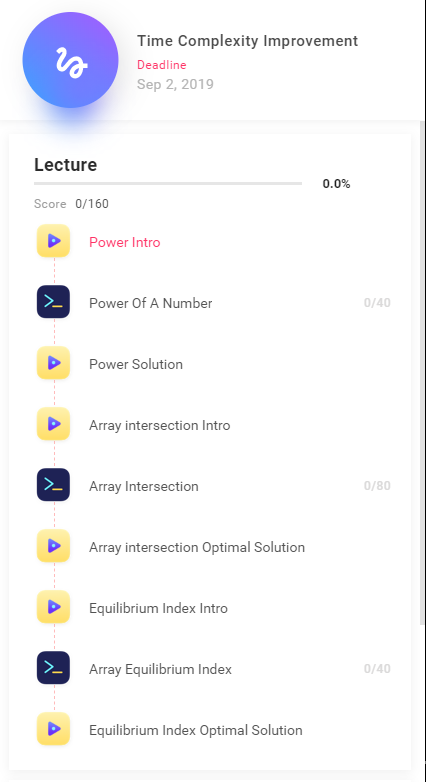 Time Complexity Improvement
Deadline
Sep 2, 2019
Lecture
0.0%
Score 0/160
Power Intro
Power Of A Number 0/40
Power Solution
Array intersection Intro
Array Intersection 0/80
Array intersection Optimal Solution
Equilibrium Index Intro
Array Equilibrium Index 0/40
Equilibrium Index Optimal Solution